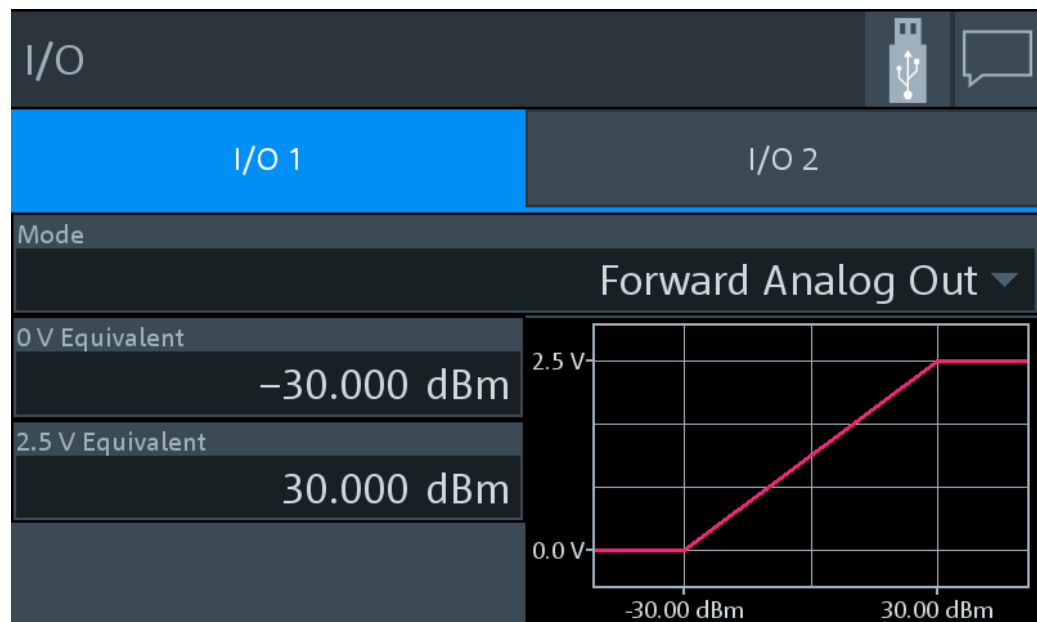 I/O
I/O 1
I/O 2
Mode
Forward Analog Out
0 V Equivalent
–30.000 dBm
2.5 V Equivalent
30.000 dBm
2.5 V
0.0 V
-30.00 dBm
30.00 dBm